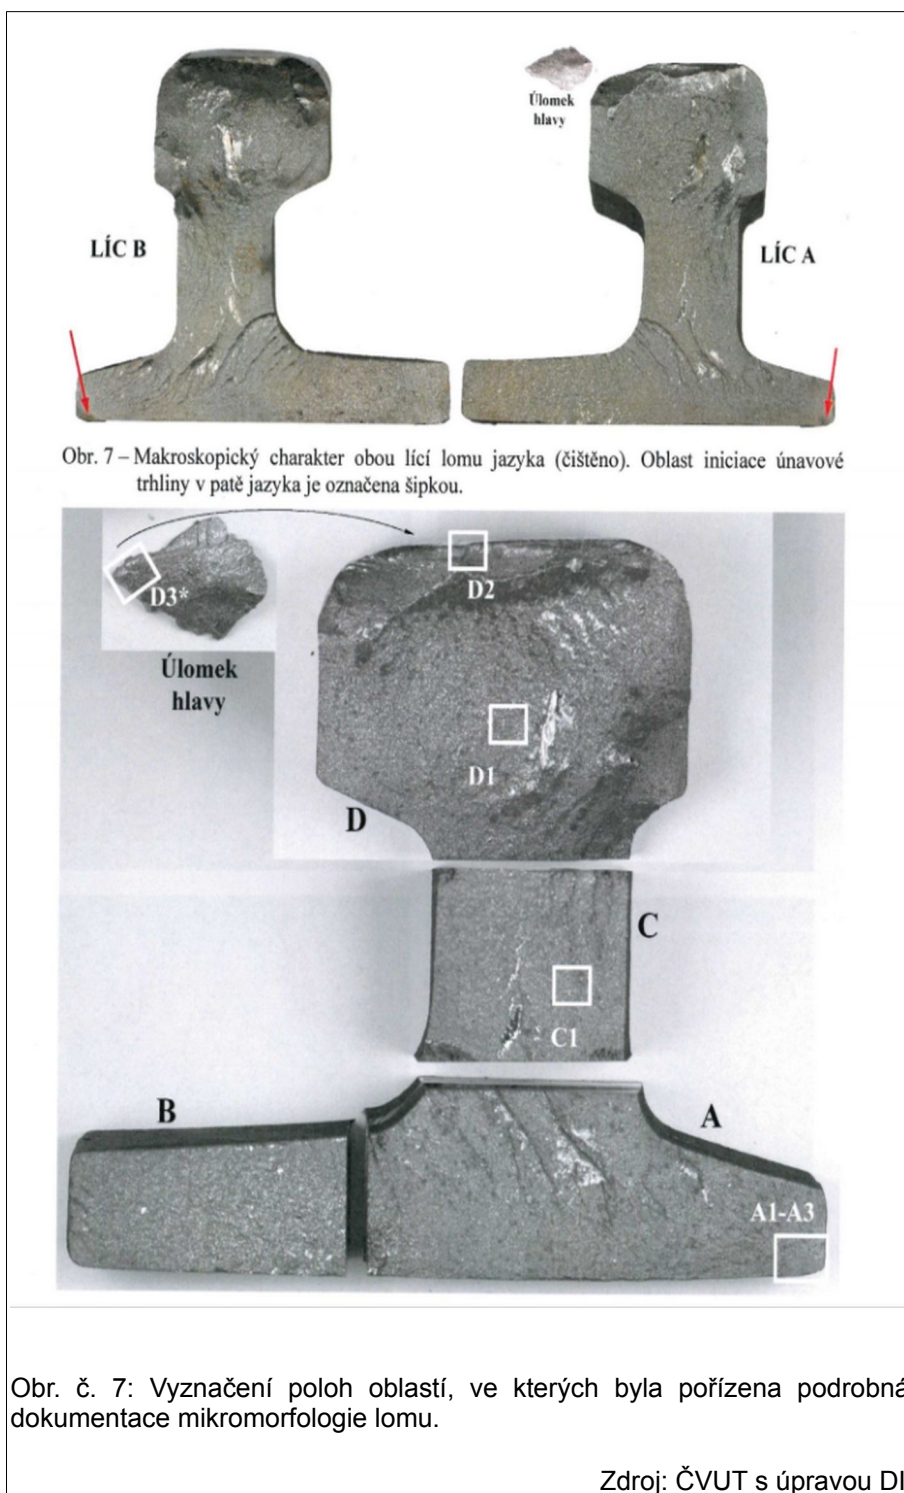 Úlomek
hlavy
LÍC B
LÍC A
Obr. 7 – Makroskopický charakter obou lící lomu jazyka (čištěno). Oblast iniciace únavové
trhliny v patě jazyka je označena šipkou.
D3*
D2
Úlomek
hlavy
D1
D
C
C1
B
A
A1-A3
Obr. č. 7: Vyznačení poloh oblastí, ve kterých byla pořízena podrobná
dokumentace mikromorfologie lomu.
Zdroj: ČVUT s úpravou DI